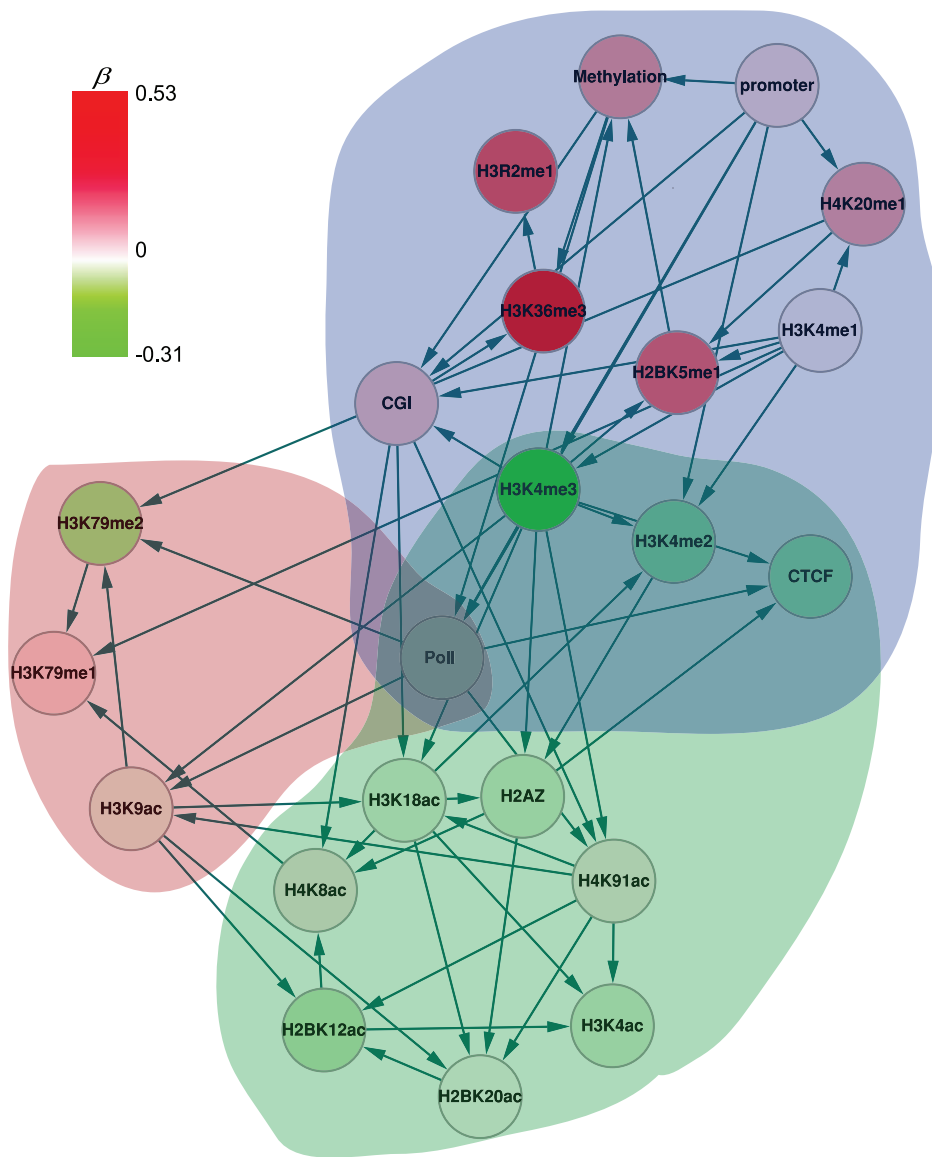 β
0.53
0
-0.31
Methylation
promoter
H3R2me1
H4K20me1
H3K36me3
H3K4me1
H2BK5me1
CGI
H3K4me3
H3K79me2
H3K4me2
CTCF
PolII
H3K79me1
H3K18ac
H2AZ
H3K9ac
H4K8ac
H4K91ac
H2BK12ac
H3K4ac
H2BK20ac